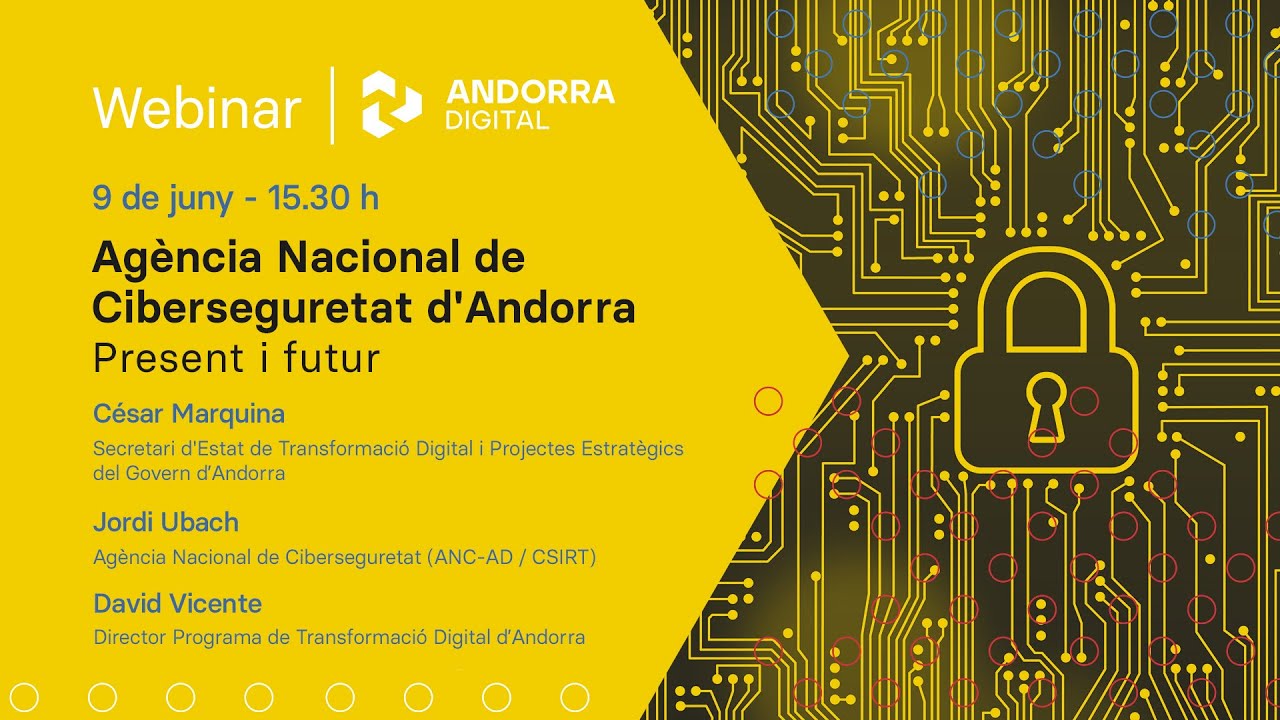 Webinar
ANDORRA
DIGITAL
9 de juny - 15.30 h
Agència Nacional de
Ciberseguretat d'Andorra
Present i futur
César Marquina
Secretari d'Estat de Transformació Digital i Projectes Estratègics
del Govern d’Andorra
Jordi Ubach
Agència Nacional de Ciberseguretat (ANC-AD / CSIRT)
David Vicente
Director Programa de Transformació Digital d’Andorra